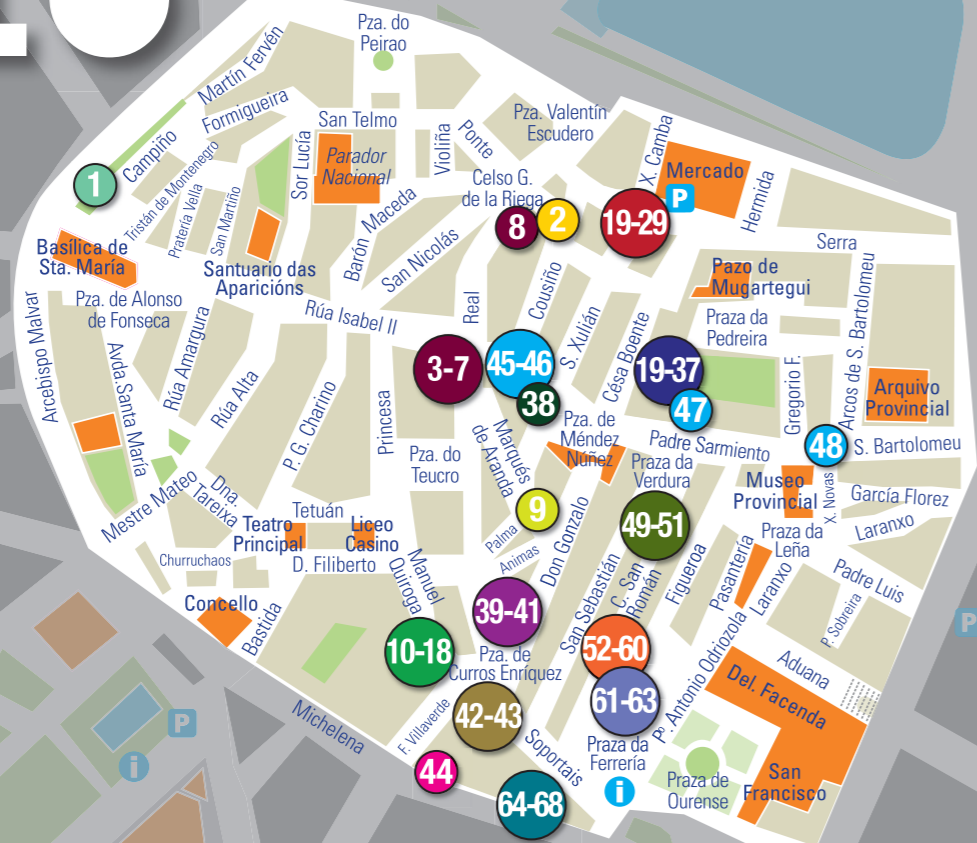 Pza. do
Peirao
Martín Fervén
Formigueira
Campiño
1
Tristán de Montenegro
Pratería Vella
San Martiño
Sor Lucía
San Telmo
Parador
Nacional
Violiña
Ponte
Pza. Valentín
Escudero
X. Camba
Mercado
P
Hermida
Celso G.
de la Riega
8
2
19-29
Serra
Basílica de
Sta. María
Santuario das
Aparicións
Barón Maceda
San Nicolás
Pazo de
Mugartegui
Pza. de Alonso
de Fonseca
Rúa Isabel II
Real
Cousiño
S. Xulián
Césa Boente
Praza da
Pedreira
Gregorio F.
Arcos de S. Bartolomeu
Arcebispo Malvar
Avda.Santa María
Rúa Amargura
Rúa Alta
P. G. Charino
Princesa
3-7
45-46
38
19-37
47
Arquivo
Provincial
48
S. Bartolomeu
Pza. do
Teucro
Marqués
de Aranda
Pza. de
Méndez
Núñez
Padre Sarmiento
Praza da
Verdura
Museo
Provincial
X. Novas
García Florez
Laranxo
Mestre Mateo
Dna.
Tareixa
Tetuán
Teatro
Principal
Liceo
Casino
D. Filiberto
Churruchaos
9
Palma
Animas
Don Gonzalo
49-51
Praza da
Leña
Padre Luis
P. Sobreira
Concello
Bastida
Manuel
Quiroga
39-41
San Sebastián
C. San
Román
Figueroa
Pasantería
Laranxo
10-18
Pza. de
Curros Enríquez
52-60
61-63
Pº. Antonio Odriozola
Aduana
Del. Facenda
Michelena
F. Villaverde
42-43
Soportais
Praza da
Ferrería
i
Praza de
Ourense
San
Francisco
44
64-68
P
i
P